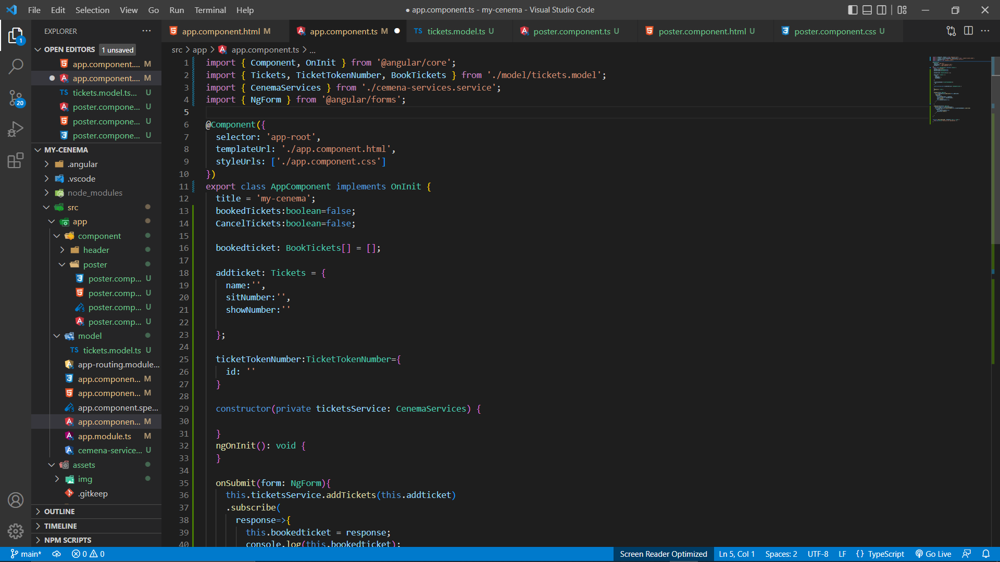 File Edit Selection View Go Run Terminal Help
● app.component.ts - my-cenema - Visual Studio Code
EXPLORER
OPEN EDITORS 1 unsaved
app.component.... M
app.component.... M
TS tickets.model.ts... U
poster.compone... U
poster.compone... U
poster.compone... U
MY-CENEMA
.angular
.vscode
node_modules
src
app
component
header
poster
poster.comp... U
poster.comp... U
poster.comp... U
poster.comp... U
model
TS tickets.model.ts U
app-routing.module...
app.componen... M
app.componen... M
app.component.spe...
app.componen... M
app.module.ts M
cemena-service... U
assets
img
.gitkeep
OUTLINE
TIMELINE
NPM SCRIPTS
1
20
app.component.html M
app.component.ts M
TS tickets.model.ts U
poster.component.ts U
poster.component.html U
poster.component.css U
src > app > app.component.ts > ...
1 import { Component, OnInit } from '@angular/core';
2 import { Tickets, TicketTokenNumber, BookTickets } from './model/tickets.model';
3 import { CenemaServices } from './cemena-services.service';
4 import { NgForm } from '@angular/forms';
5
6 @Component({
7 selector: 'app-root',
8 templateUrl: './app.component.html',
9 styleUrls: ['./app.component.css']
10 })
11 export class AppComponent implements OnInit {
12 title = 'my-cenema';
13 bookedTickets:boolean=false;
14 CancelTickets:boolean=false;
15
16 bookedticket: BookTickets[] = [];
17
18 addticket: Tickets = {
19 name:'',
20 sitNumber:'',
21 showNumber:''
22
23 };
24
25 ticketTokenNumber:TicketTokenNumber={
26 id: ''
27 }
28
29 constructor(private ticketsService: CenemaServices) {
30
31 }
32 ngOnInit(): void {
33 }
34
35 onSubmit(form: NgForm){
36 this.ticketsService.addTickets(this.addticket)
37 .subscribe(
38 response=>{
39 this.bookedticket = response;
40 console.log(this.bookedticket);
main* 0 0 Screen Reader Optimized Ln 5, Col 1 Spaces: 2 UTF-8 LF {} TypeScript Go Live